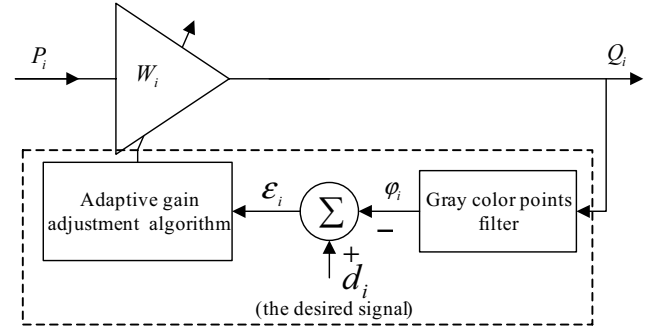 P_i
W_i
Q_i
Adaptive gain
adjustment algorithm
ε_i
Σ
φ_i
Gray color points
filter
+
−
d_i
(the desired signal)